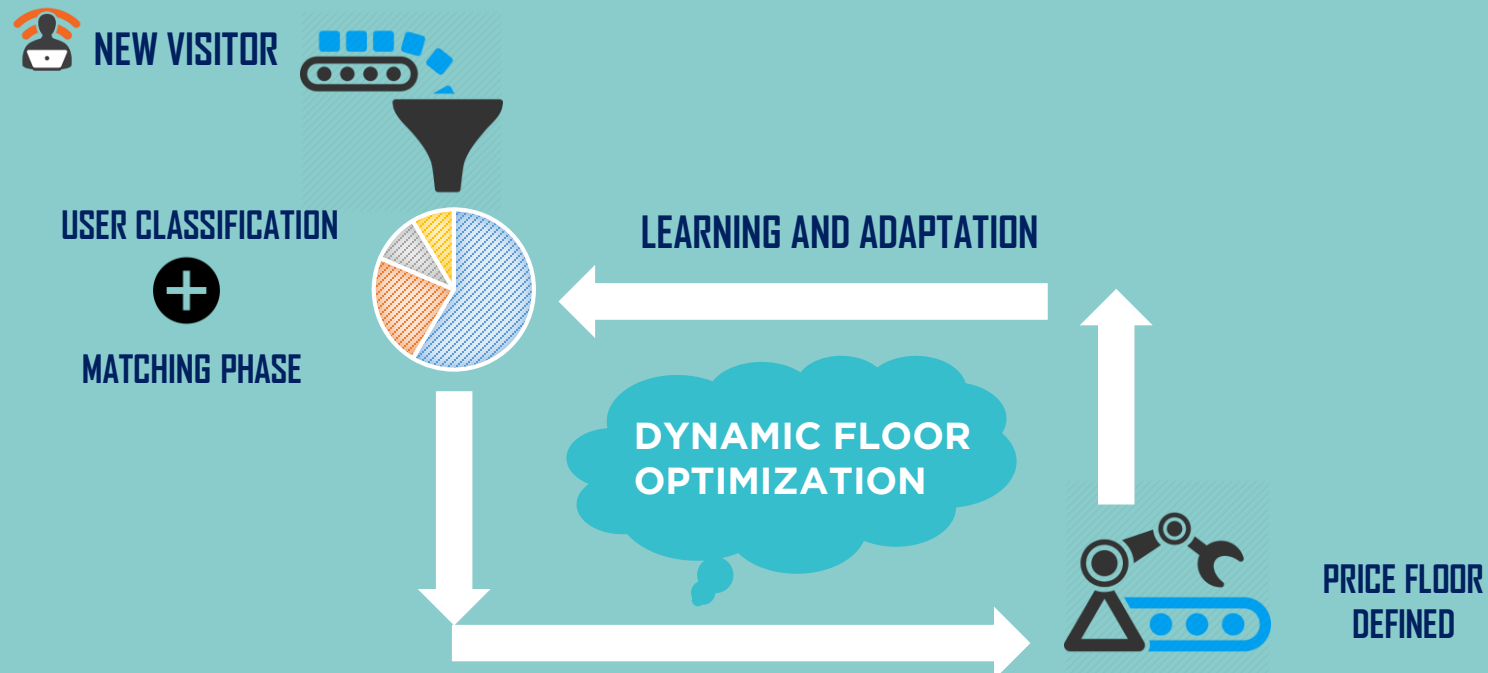 NEW VISITOR
USER CLASSIFICATION
MATCHING PHASE
LEARNING AND ADAPTATION
DYNAMIC FLOOR
OPTIMIZATION
PRICE FLOOR
DEFINED